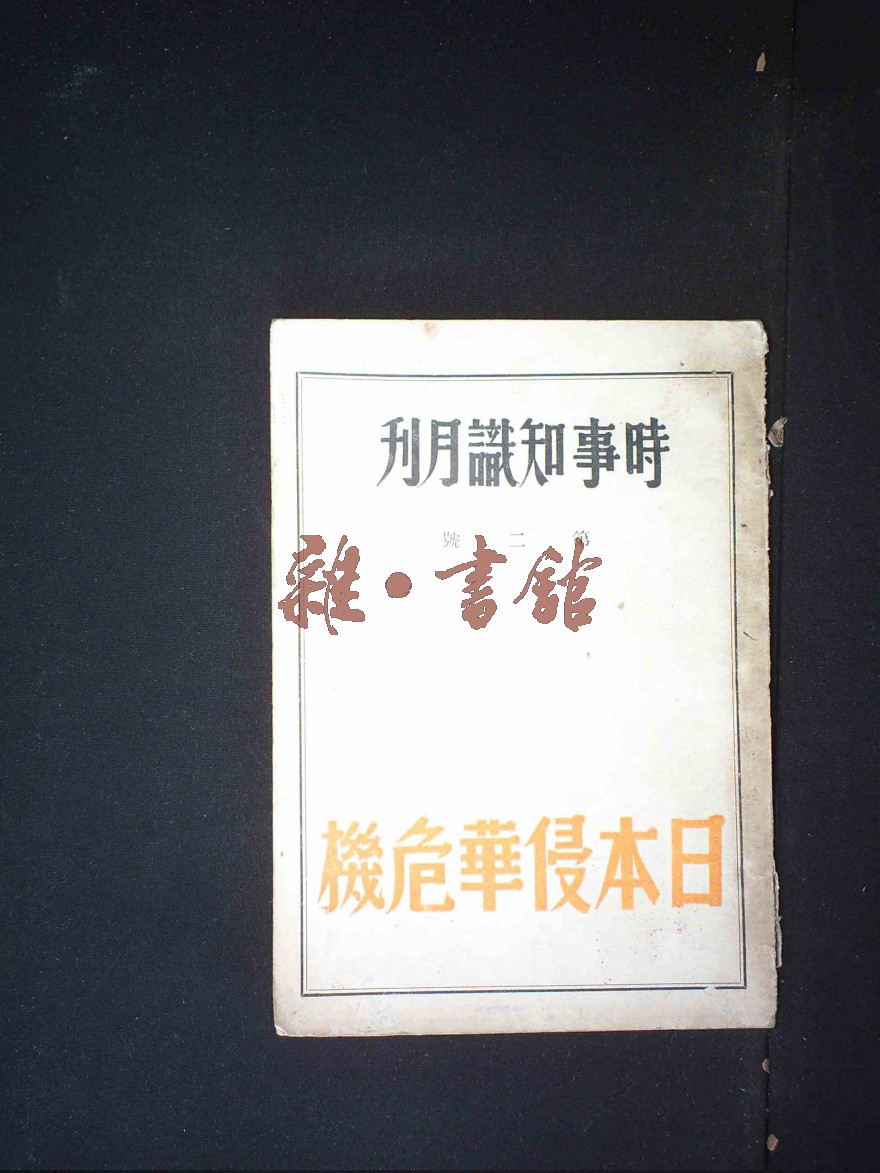 時事知識月刊
第二號
雜·書館
日本侵華危機